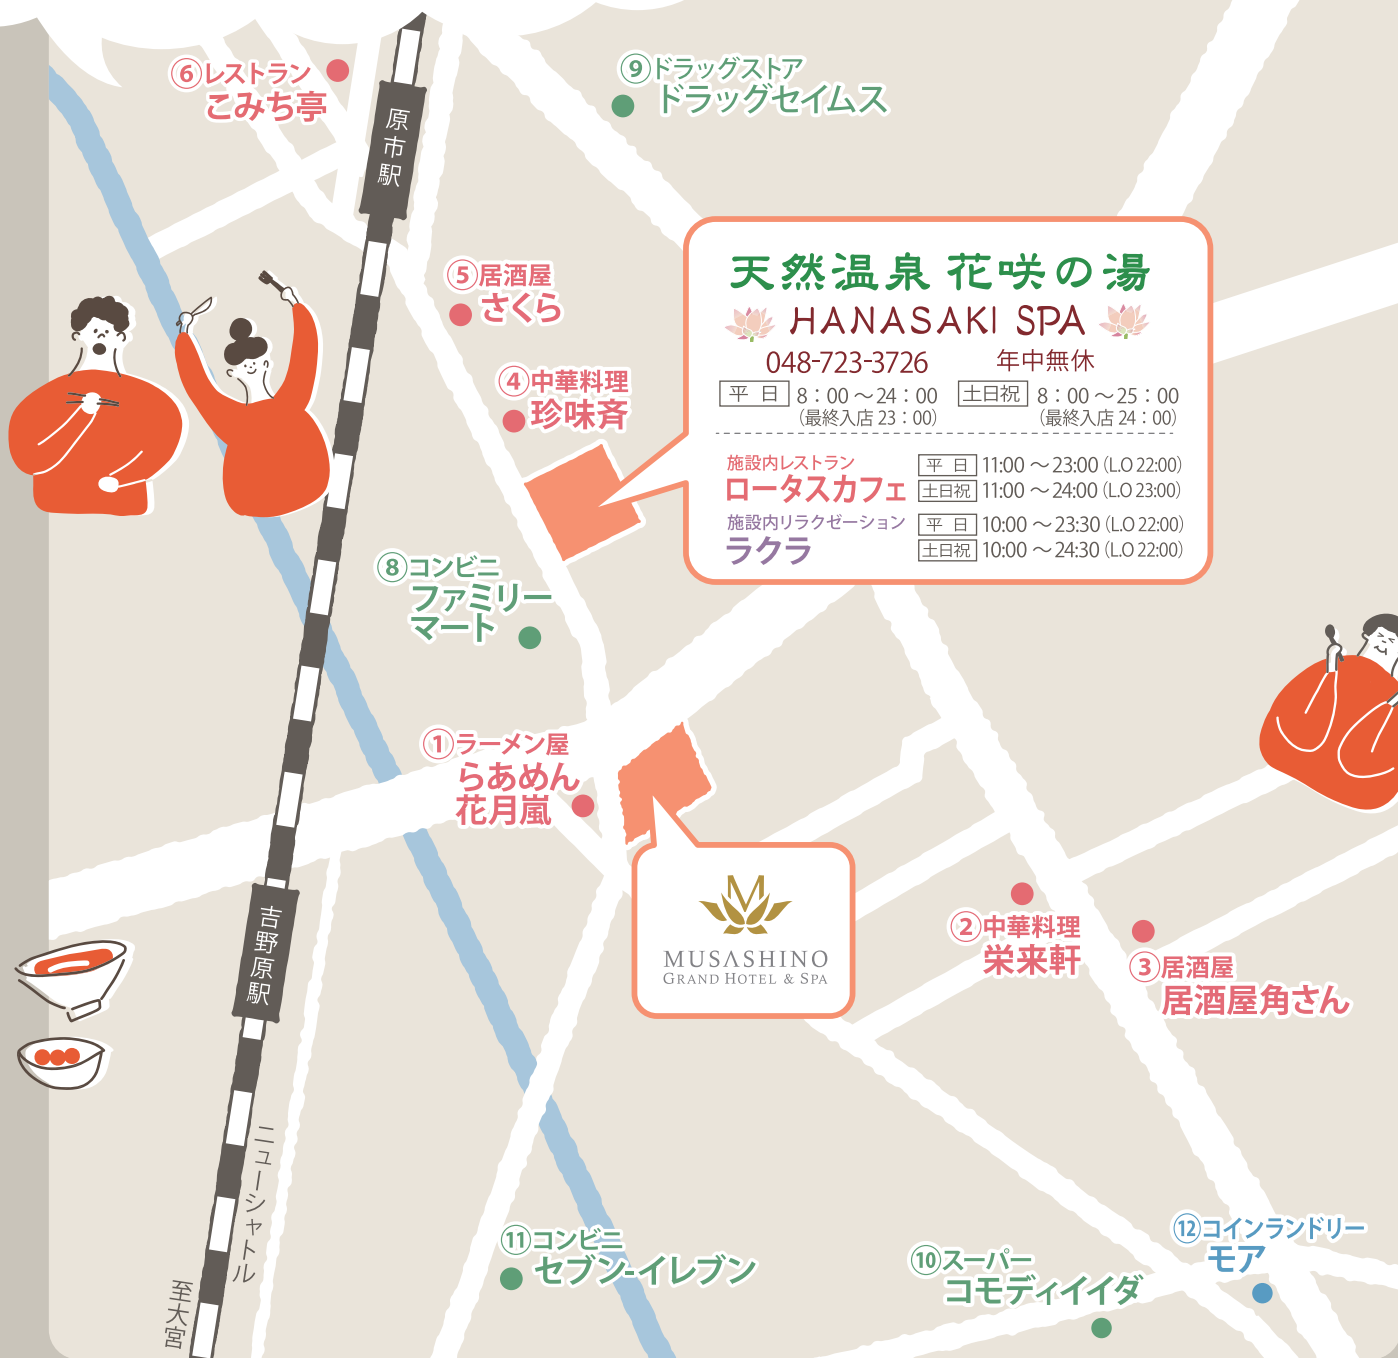 ⑥レストラン
こみち亭
⑨ドラッグストア
ドラッグセイムス
原市駅
⑤居酒屋
さくら
天然温泉 花咲の湯
HANASAKI SPA
048-723-3726 年中無休
平 日 8：00～24：00 土日祝 8：00～25：00
（最終入店 23：00） （最終入店 24：00）
施設内レストラン
ロータスカフェ
平 日 11:00 ～23:00 (L.O 22:00)
土日祝 11:00 ～24:00 (L.O 23:00)
施設内リラクゼーション
ラクラ
平 日 10:00 ～23:30 (L.O 22:00)
土日祝 10:00 ～24:30 (L.O 22:00)
④中華料理
珍味斉
⑧コンビニ
ファミリー
マート
①ラーメン屋
らあめん
花月嵐
MUSASHINO
GRAND HOTEL & SPA
②中華料理
栄来軒
③居酒屋
居酒屋角さん
吉野原駅
ニューシャトル
至大宮
⑪コンビニ
セブン-イレブン
⑩スーパー
コモディイイダ
⑫コインランドリー
モア